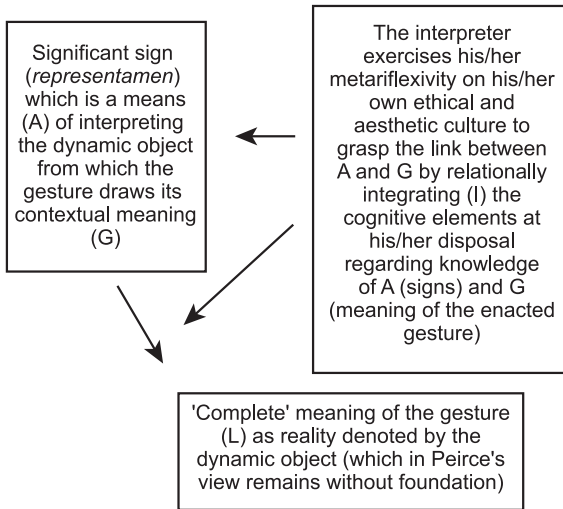 Significant sign
(representamen)
which is a means
(A) of interpreting
the dynamic object
from which the
gesture draws its
contextual meaning
(G)
The interpreter
exercises his/her
metariflexivity on his/her
own ethical and
aesthetic culture to
grasp the link between
A and G by relationally
integrating (I) the
cognitive elements at
his/her disposal
regarding knowledge
of A (signs) and G
(meaning of the enacted
gesture)
'Complete' meaning of the gesture
(L) as reality denoted by the
dynamic object (which in Peirce's
view remains without foundation)